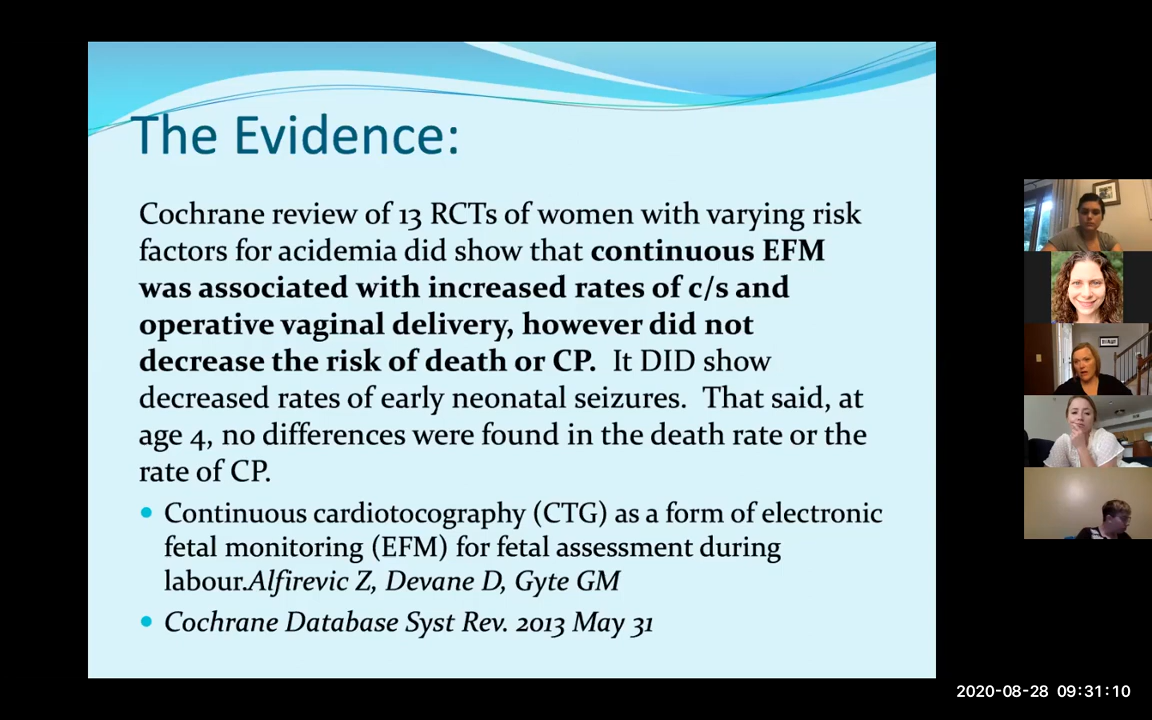 The Evidence:
Cochrane review of 13 RCTs of women with varying risk
factors for acidemia did show that continuous EFM
was associated with increased rates of c/s and
operative vaginal delivery, however did not
decrease the risk of death or CP.  It DID show
decreased rates of early neonatal seizures.  That said, at
age 4, no differences were found in the death rate or the
rate of CP.
• Continuous cardiotocography (CTG) as a form of electronic
fetal monitoring (EFM) for fetal assessment during
labour.Alfirevic Z, Devane D, Gyte GM
• Cochrane Database Syst Rev. 2013 May 31
2020-08-28 09:31:10